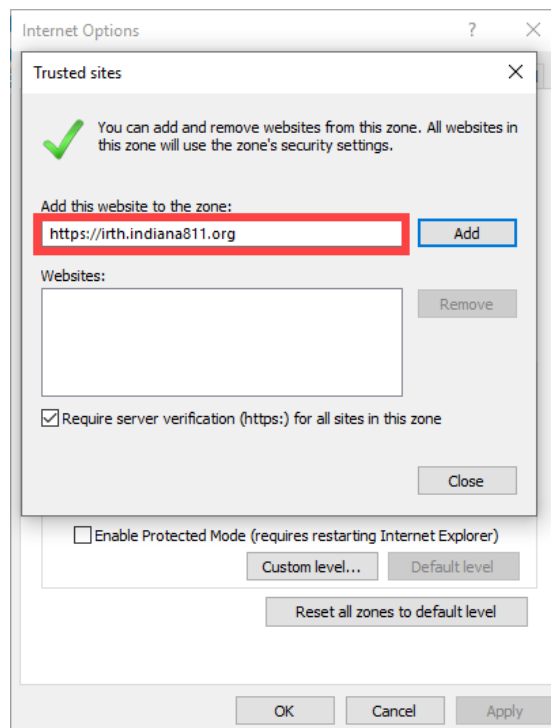 Internet Options
Trusted sites
You can add and remove websites from this zone. All websites in
this zone will use the zone's security settings.
Add this website to the zone:
https://irth.indiana811.org
Add
Websites:
Remove
Require server verification (https:) for all sites in this zone
Close
Enable Protected Mode (requires restarting Internet Explorer)
Custom level...
Default level
Reset all zones to default level
OK
Cancel
Apply